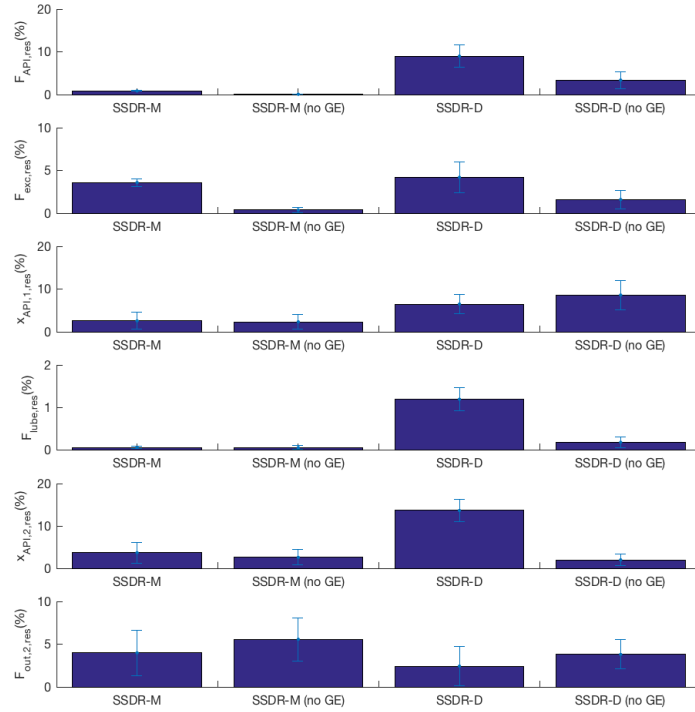 F_API,res(%)
20
10
0
SSDR-M SSDR-M (no GE) SSDR-D SSDR-D (no GE)
F_exc,res(%)
10
5
0
SSDR-M SSDR-M (no GE) SSDR-D SSDR-D (no GE)
x_API,1,res(%)
20
10
0
SSDR-M SSDR-M (no GE) SSDR-D SSDR-D (no GE)
F_lube,res(%)
2
1
0
SSDR-M SSDR-M (no GE) SSDR-D SSDR-D (no GE)
x_API,2,res(%)
20
10
0
SSDR-M SSDR-M (no GE) SSDR-D SSDR-D (no GE)
F_out,2,res(%)
10
5
0
SSDR-M SSDR-M (no GE) SSDR-D SSDR-D (no GE)